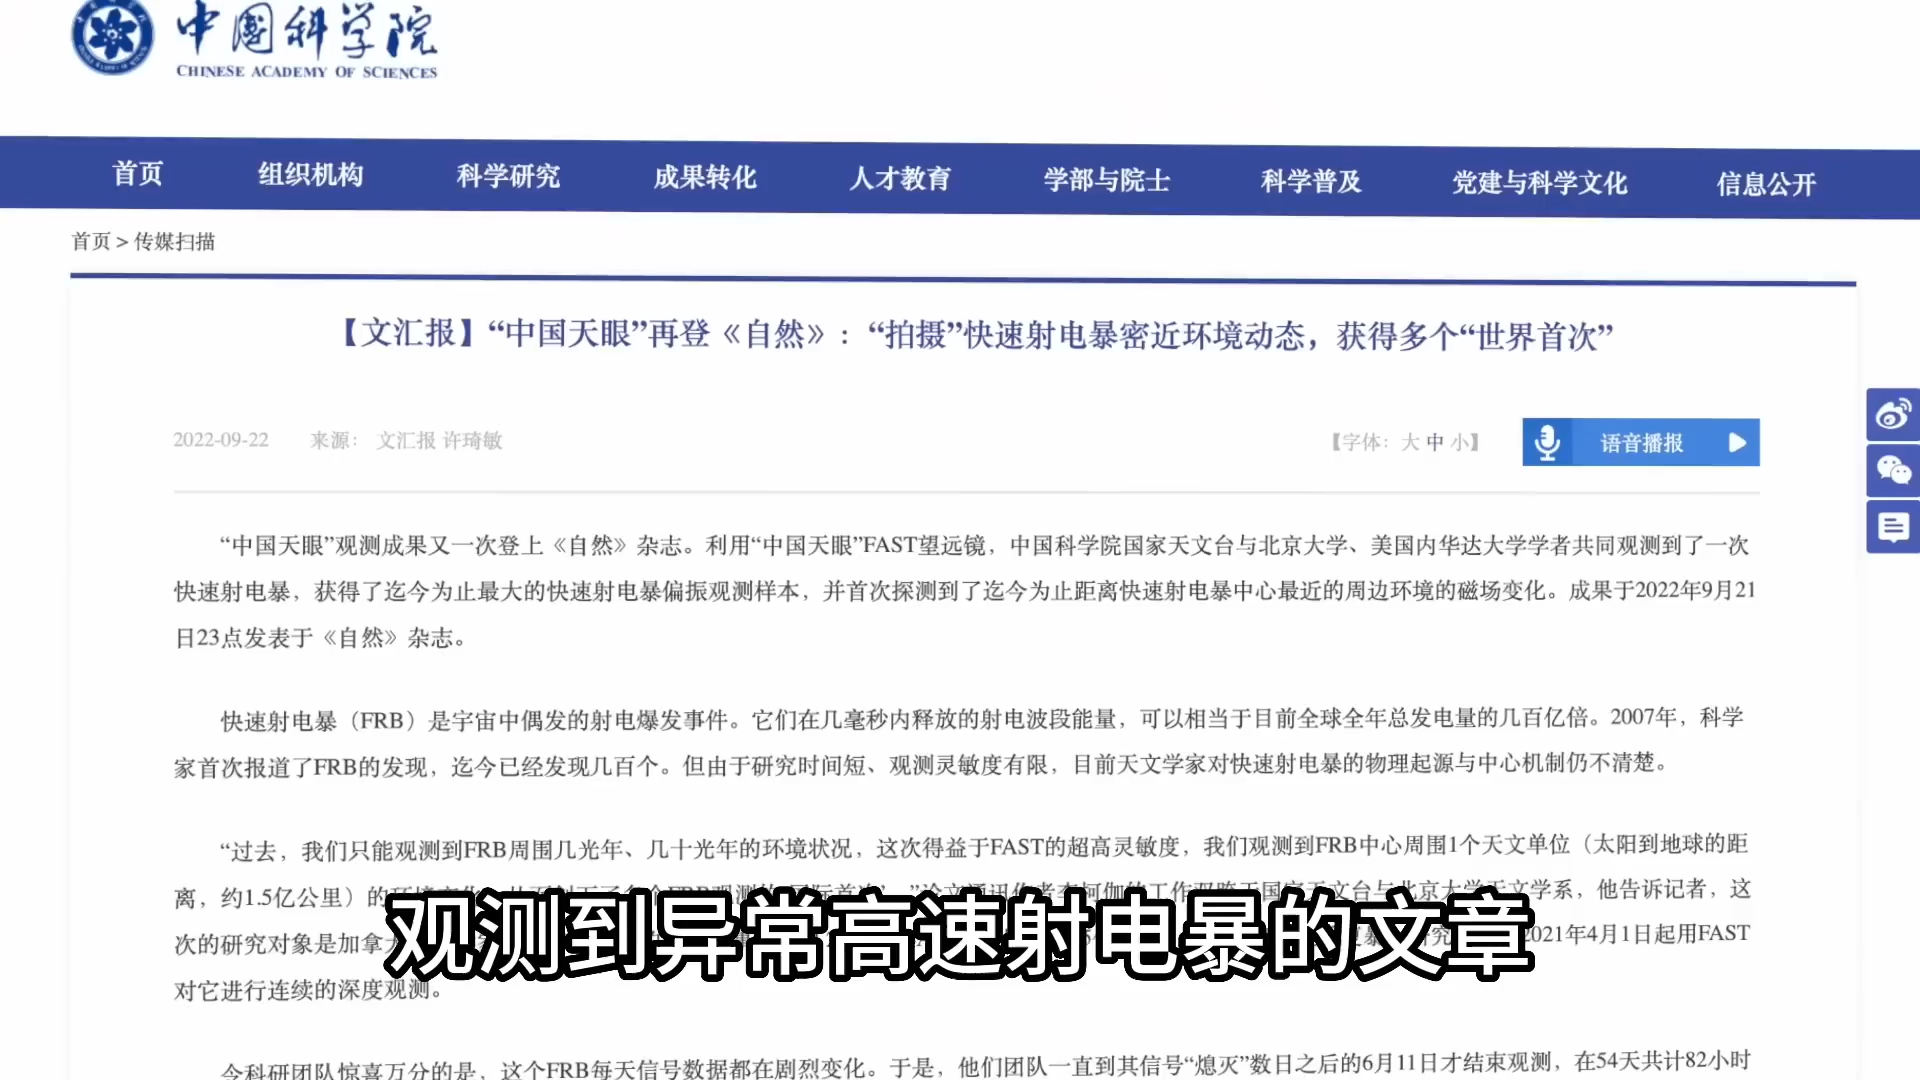 中国科学院
CHINESE ACADEMY OF SCIENCES
首页 组织机构 科学研究 成果转化 人才教育 学部与院士 科学普及 党建与科学文化 信息公开
首页 > 传媒扫描
【文汇报】“中国天眼”再登《自然》：“拍摄”快速射电暴密近环境动态，获得多个“世界首次”
2022-09-22 来源： 文汇报 许琦敏 【字体：大 中 小】 语音播报
“中国天眼”观测成果又一次登上《自然》杂志。利用“中国天眼”FAST望远镜，中国科学院国家天文台与北京大学、美国内华达大学学者共同观测到了一次
快速射电暴，获得了迄今为止最大的快速射电暴偏振观测样本，并首次探测到了迄今为止距离快速射电暴中心最近的周边环境的磁场变化。成果于2022年9月21
日23点发表于《自然》杂志。
快速射电暴（FRB）是宇宙中偶发的射电爆发事件。它们在几毫秒内释放的射电波段能量，可以相当于目前全球全年总发电量的几百亿倍。2007年，科学
家首次报道了FRB的发现，迄今已经发现几百个。但由于研究时间短、观测灵敏度有限，目前天文学家对快速射电暴的物理起源与中心机制仍不清楚。
“过去，我们只能观测到FRB周围几光年、几十光年的环境状况，这次得益于FAST的超高灵敏度，我们观测到FRB中心周围1个天文单位（太阳到地球的距
离，约1.5亿公里）的 国家天文台与北京大学天文学系，他告诉记者，这
次的研究对象是加拿大 2021年4月1日起用FAST
观测到异常高速射电暴的文章
对它进行连续的深度观测。
令科研团队惊喜万分的是，这个FRB每天信号数据都在剧烈变化。于是，他们团队一直到其信号“熄灭”数日之后的6月11日才结束观测，在54天共计82小时